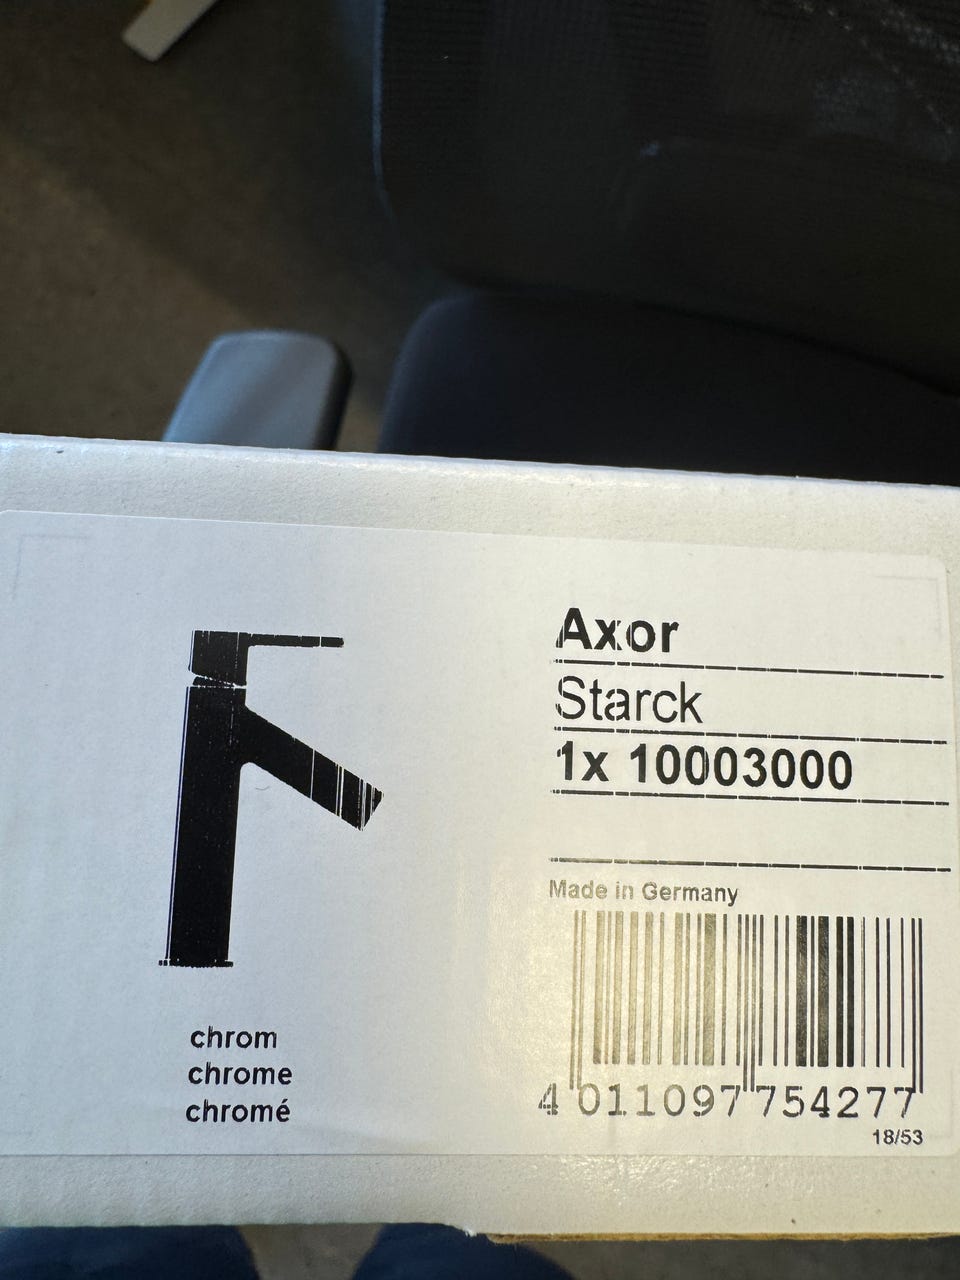 Axor
Starck
1x 10003000
Made in Germany
4 011097 754277
18/53
chrom
chrome
chromé